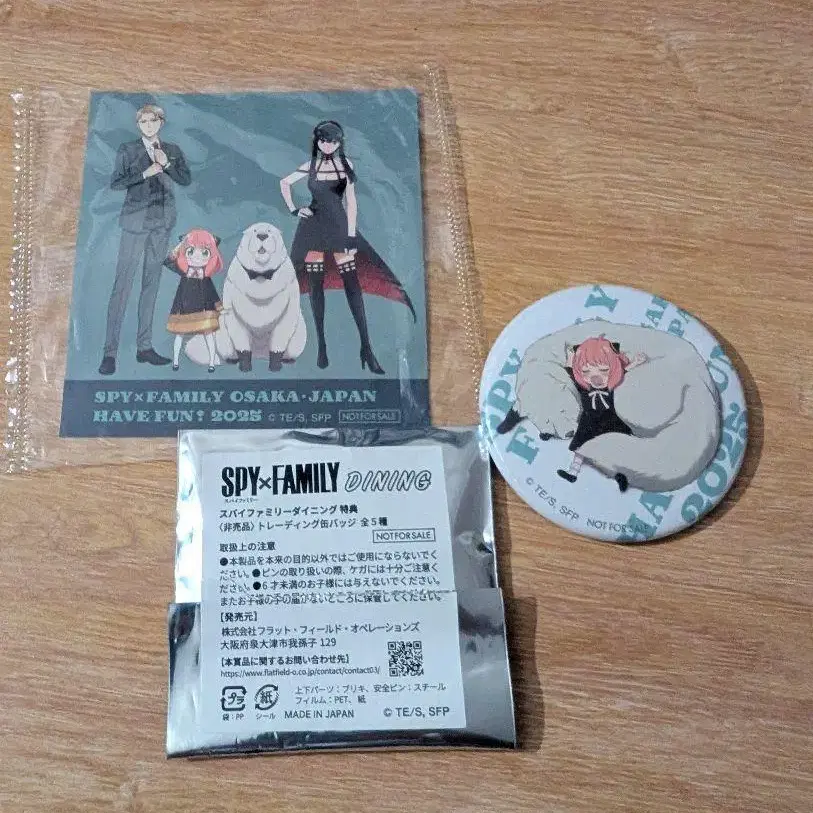 SPY×FAMILY OSAKA・JAPAN
HAVE FUN! 2025 © TE/S, SFP NOT FOR SALE
SPY×FAMILY DINING
スパイファミリー
スパイファミリーダイニング 特典
〈非売品〉トレーディング缶バッジ 全5種
NOT FOR SALE
取扱上の注意
●本製品を本来の目的以外ではご使用にならないでく
ださい。●ピンの取り扱いの際、ケガには十分ご注意く
ださい。●6才未満のお子様には与えないでください。
またお子様の手の届かないところに保管してください。
【発売元】
株式会社フラット・フィールド・オペレーションズ
大阪府泉大津市我孫子 129
【本賞品に関するお問い合わせ先】
https://www.flatfield-o.co.jp/contact/contact03/
プラ 紙 上下パーツ：ブリキ、安全ピン：スチール
フィルム：PET、紙
袋：PP シール MADE IN JAPAN © TE/S, SFP
SPY
FAMILY
2025
© TE/S, SFP NOT FOR SALE